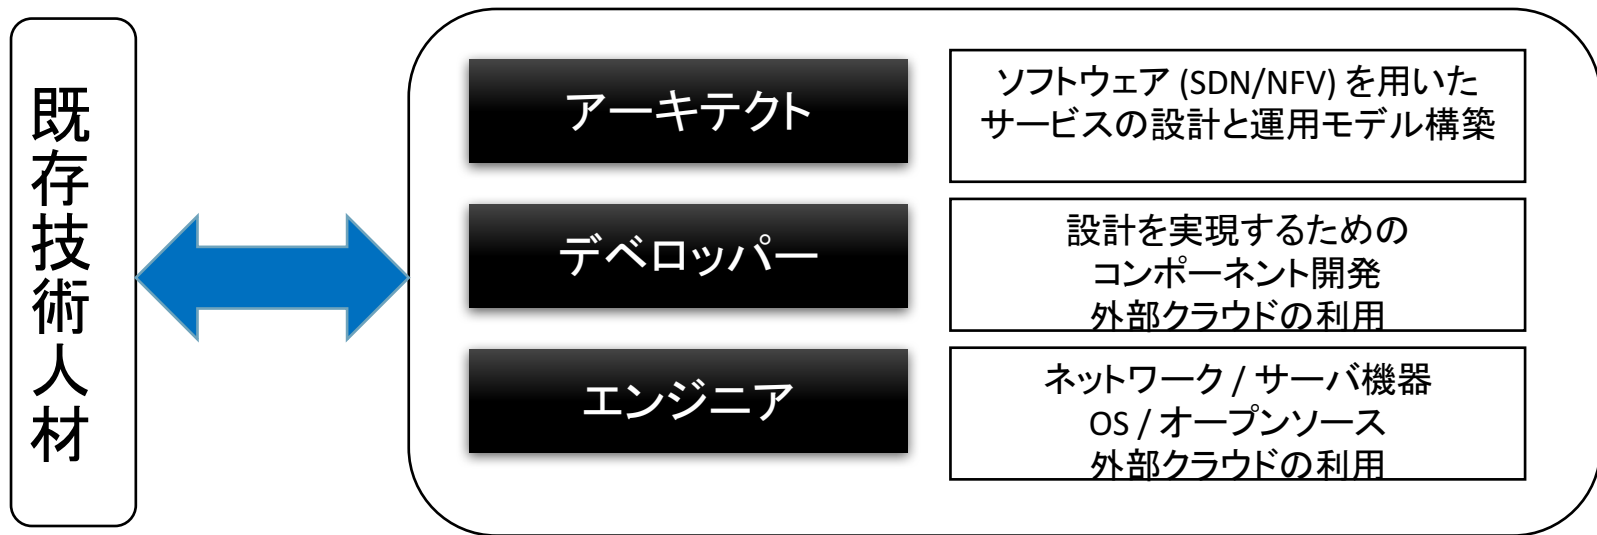 既存技術人材
アーキテクト
ソフトウェア (SDN/NFV) を用いた
サービスの設計と運用モデル構築
デベロッパー
設計を実現するための
コンポーネント開発
外部クラウドの利用
エンジニア
ネットワーク / サーバ機器
OS / オープンソース
外部クラウドの利用